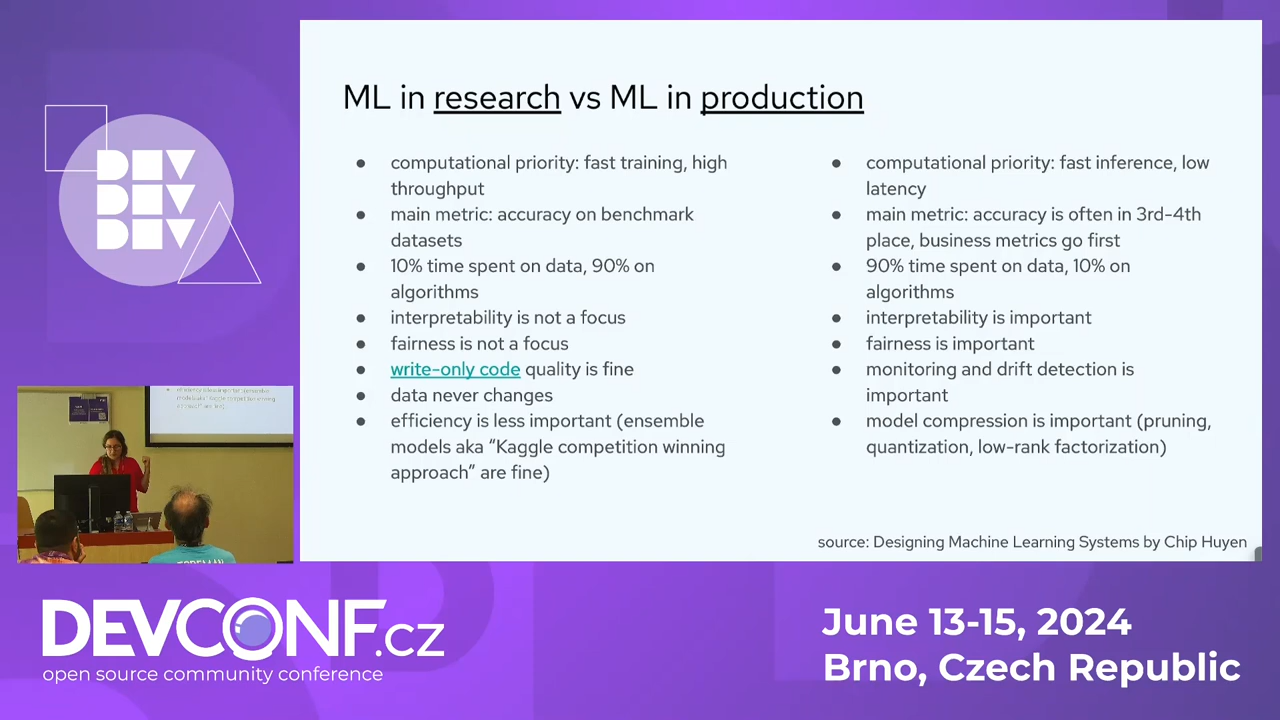 ML in research vs ML in production
● computational priority: fast training, high
throughput
● main metric: accuracy on benchmark
datasets
● 10% time spent on data, 90% on
algorithms
● interpretability is not a focus
● fairness is not a focus
● write-only code quality is fine
● data never changes
● efficiency is less important (ensemble
models aka “Kaggle competition winning
approach” are fine)
● computational priority: fast inference, low
latency
● main metric: accuracy is often in 3rd-4th
place, business metrics go first
● 90% time spent on data, 10% on
algorithms
● interpretability is important
● fairness is important
● monitoring and drift detection is
important
● model compression is important (pruning,
quantization, low-rank factorization)
source: Designing Machine Learning Systems by Chip Huyen
DEV
DEV
DEV
DEVCONF.cz
open source community conference
June 13-15, 2024
Brno, Czech Republic